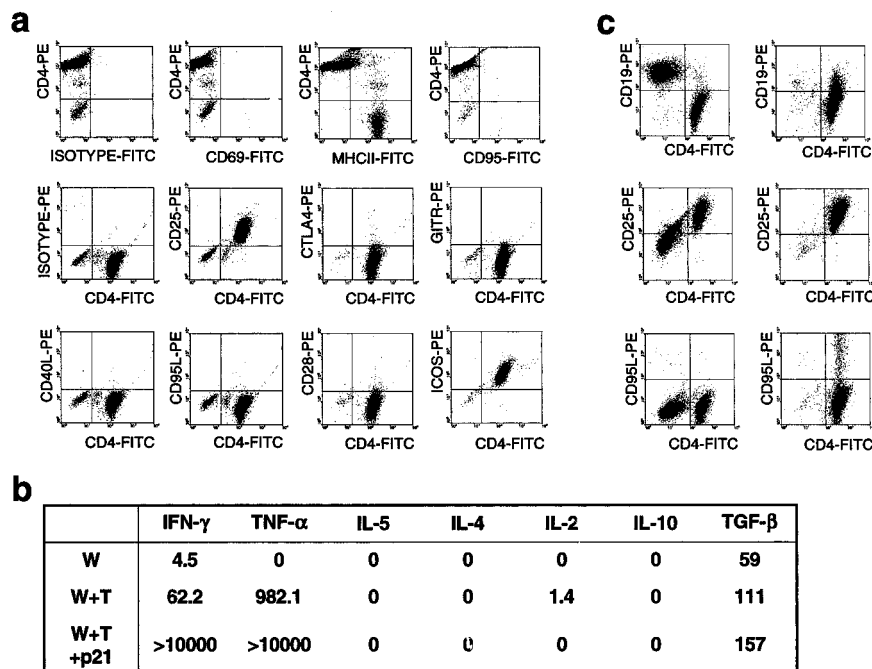 a
c
CD4-PE
ISOTYPE-FITC
CD4-PE
CD69-FITC
CD4-PE
MHCII-FITC
CD4-PE
CD95-FITC
CD19-PE
CD4-FITC
CD19-PE
CD4-FITC
ISOTYPE-PE
CD4-FITC
CD25-PE
CD4-FITC
CTLA4-PE
CD4-FITC
GITR-PE
CD4-FITC
CD25-PE
CD4-FITC
CD25-PE
CD4-FITC
CD40L-PE
CD4-FITC
CD95L-PE
CD4-FITC
CD28-PE
CD4-FITC
ICOS-PE
CD4-FITC
CD95L-PE
CD4-FITC
CD95L-PE
CD4-FITC
b
IFN-γ TNF-α IL-5 IL-4 IL-2 IL-10 TGF-β
W 4.5 0 0 0 0 0 59
W+T 62.2 982.1 0 0 1.4 0 111
W+T
+p21 >10000 >10000 0 0 0 0 157